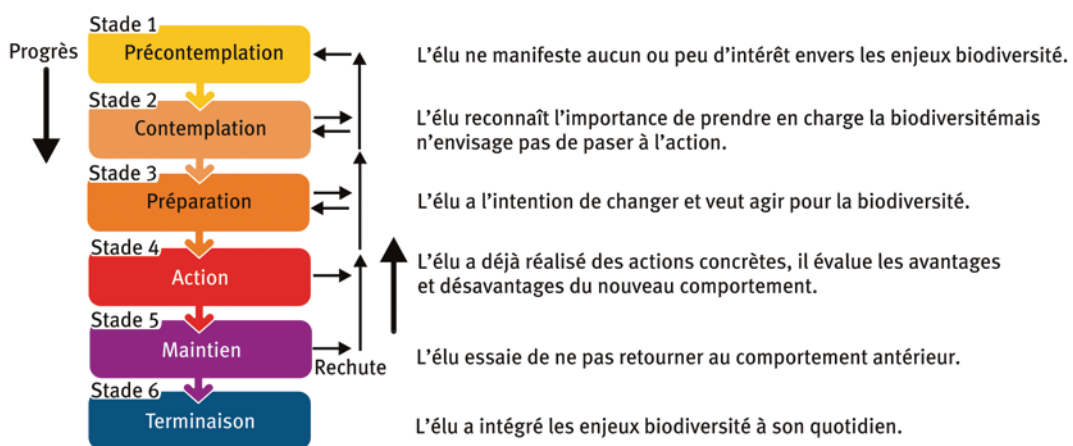 Stade 1
Progrès
Précontemplation
L'élu ne manifeste aucun ou peu d'intérêt envers les enjeux biodiversité.
Stade 2
Contemplation
L'élu reconnaît l'importance de prendre en charge la biodiversitémais
n'envisage pas de paser à l'action.
Stade 3
Préparation
L'élu a l'intention de changer et veut agir pour la biodiversité.
Stade 4
Action
L'élu a déjà réalisé des actions concrètes, il évalue les avantages
et désavantages du nouveau comportement.
Stade 5
Maintien
Rechute
L'élu essaie de ne pas retourner au comportement antérieur.
Stade 6
Terminaison
L'élu a intégré les enjeux biodiversité à son quotidien.